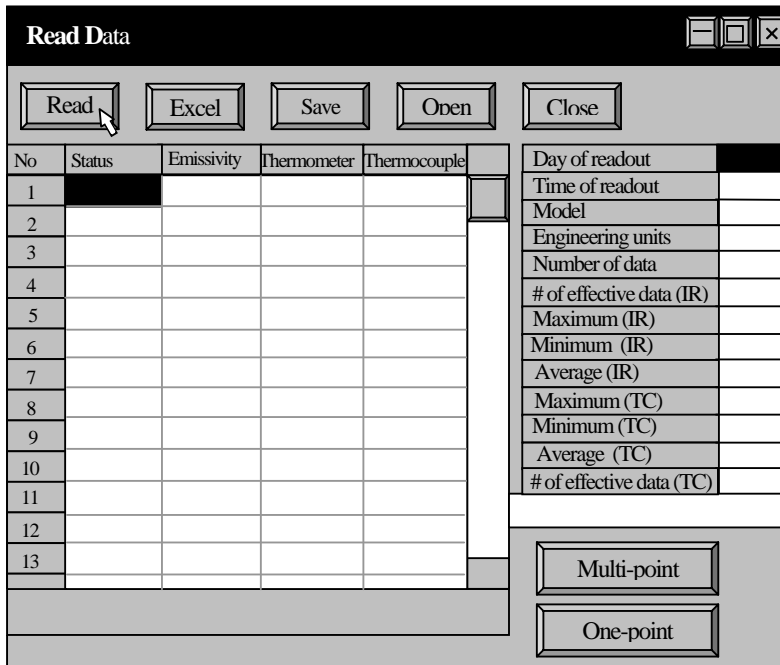 Read Data
Read Excel Save Open Close
No Status Emissivity Thermometer Thermocouple
1
2
3
4
5
6
7
8
9
10
11
12
13
Day of readout
Time of readout
Model
Engineering units
Number of data
# of effective data (IR)
Maximum (IR)
Minimum (IR)
Average (IR)
Maximum (TC)
Minimum (TC)
Average (TC)
# of effective data (TC)
Multi-point
One-point